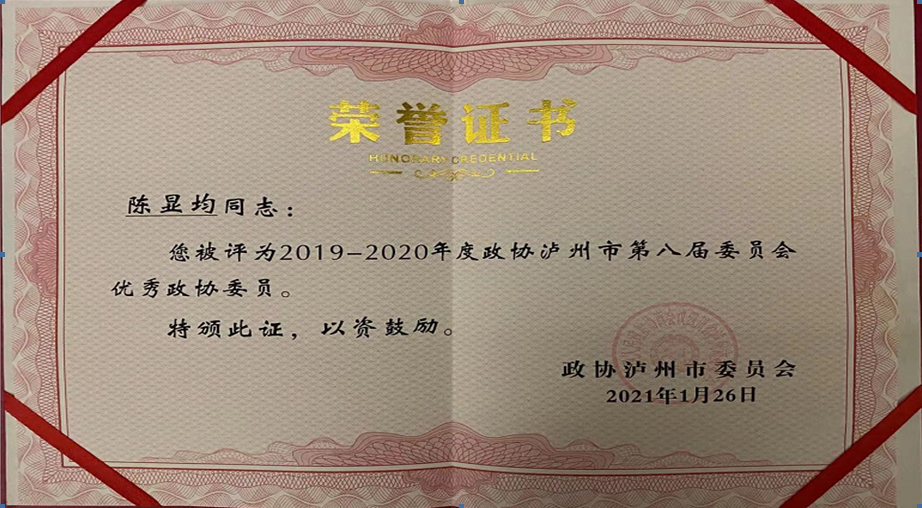 荣誉证书
HONORARY CREDENTIAL
陈显均同志：
您被评为2019-2020年度政协泸州市第八届委员会
优秀政协委员。
特颁此证，以资鼓励。
政协泸州市委员会
2021年1月26日